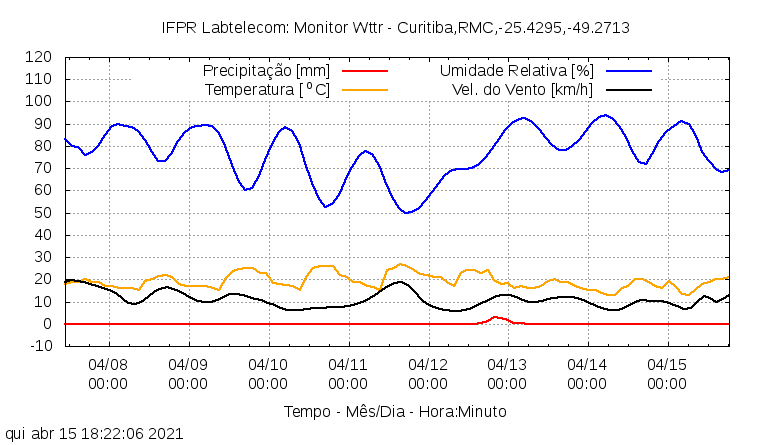 IFPR Labtelecom: Monitor Wttr - Curitiba,RMC,-25.4295,-49.2713
Precipitação [mm]
Umidade Relativa [%]
Temperatura [ ⁰C]
Vel. do Vento [km/h]
120
110
100
90
80
70
60
50
40
30
20
10
0
-10
04/08 04/09 04/10 04/11 04/12 04/13 04/14 04/15
00:00 00:00 00:00 00:00 00:00 00:00 00:00 00:00
Tempo - Mês/Dia - Hora:Minuto
qui abr 15 18:22:06 2021